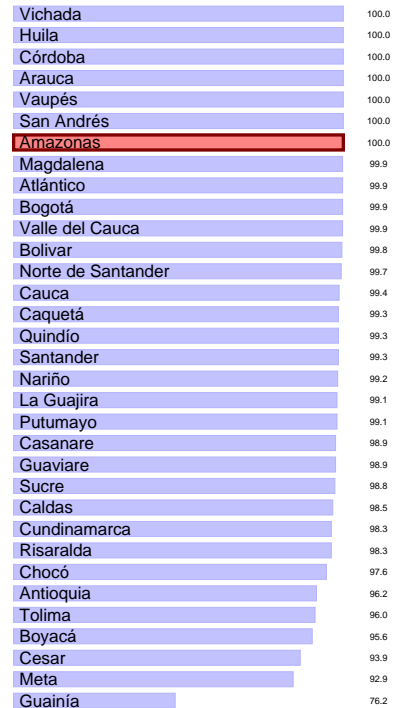 Vichada 100.0
Huila 100.0
Córdoba 100.0
Arauca 100.0
Vaupés 100.0
San Andrés 100.0
Amazonas 100.0
Magdalena 99.9
Atlántico 99.9
Bogotá 99.9
Valle del Cauca 99.9
Bolivar 99.8
Norte de Santander 99.7
Cauca 99.4
Caquetá 99.3
Quindío 99.3
Santander 99.3
Nariño 99.2
La Guajira 99.1
Putumayo 99.1
Casanare 98.9
Guaviare 98.9
Sucre 98.8
Caldas 98.5
Cundinamarca 98.3
Risaralda 98.3
Chocó 97.6
Antioquia 96.2
Tolima 96.0
Boyacá 95.6
Cesar 93.9
Meta 92.9
Guainía 76.2